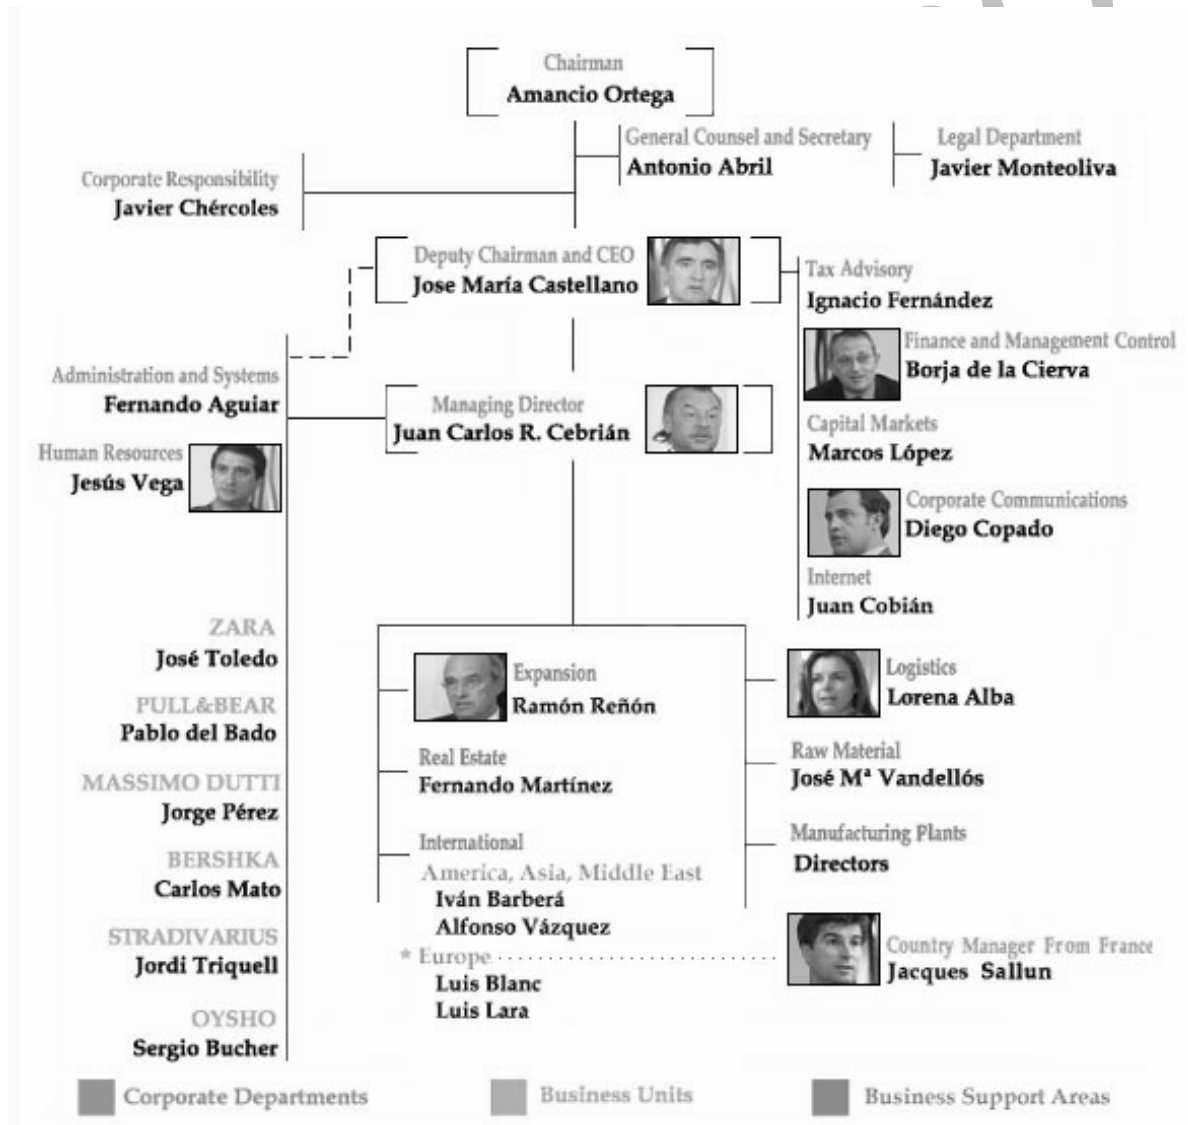 Chairman
Amancio Ortega
General Counsel and Secretary
Antonio Abril
Legal Department
Javier Monteoliva
Corporate Responsibility
Javier Chércoles
Deputy Chairman and CEO
Jose María Castellano
Tax Advisory
Ignacio Fernández
Finance and Management Control
Borja de la Cierva
Capital Markets
Marcos López
Corporate Communications
Diego Copado
Internet
Juan Cobián
Administration and Systems
Fernando Aguiar
Human Resources
Jesús Vega
Managing Director
Juan Carlos R. Cebrián
ZARA
José Toledo
PULL&BEAR
Pablo del Bado
MASSIMO DUTTI
Jorge Pérez
BERSHKA
Carlos Mato
STRADIVARIUS
Jordi Triquell
OYSHO
Sergio Bucher
Expansion
Ramón Reñón
Real Estate
Fernando Martínez
International
America, Asia, Middle East
Iván Barberá
Alfonso Vázquez
* Europe
Luis Blanc
Luis Lara
Logistics
Lorena Alba
Raw Material
José Mª Vandellós
Manufacturing Plants
Directors
Country Manager From France
Jacques Sallun
Corporate Departments
Business Units
Business Support Areas